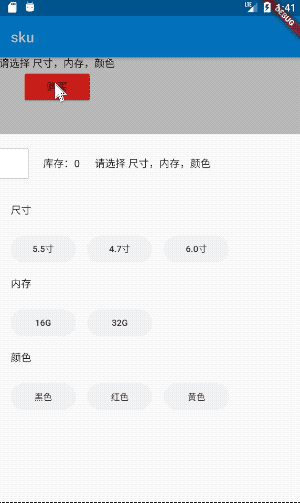 LTE 1:41
DEBUG
sku
请选择 尺寸，内存，颜色
库存：0 请选择 尺寸，内存，颜色
尺寸
5.5寸 4.7寸 6.0寸
内存
16G 32G
颜色
黑色 红色 黄色